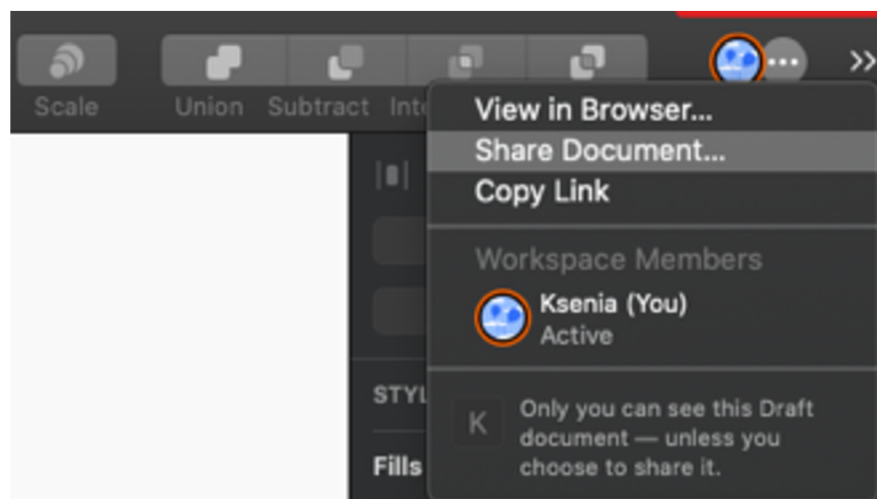 Scale
Union
Subtract
Inte
View in Browser...
Share Document...
Copy Link
Workspace Members
Ksenia (You)
Active
STYL
Fills
K
Only you can see this Draft
document — unless you
choose to share it.